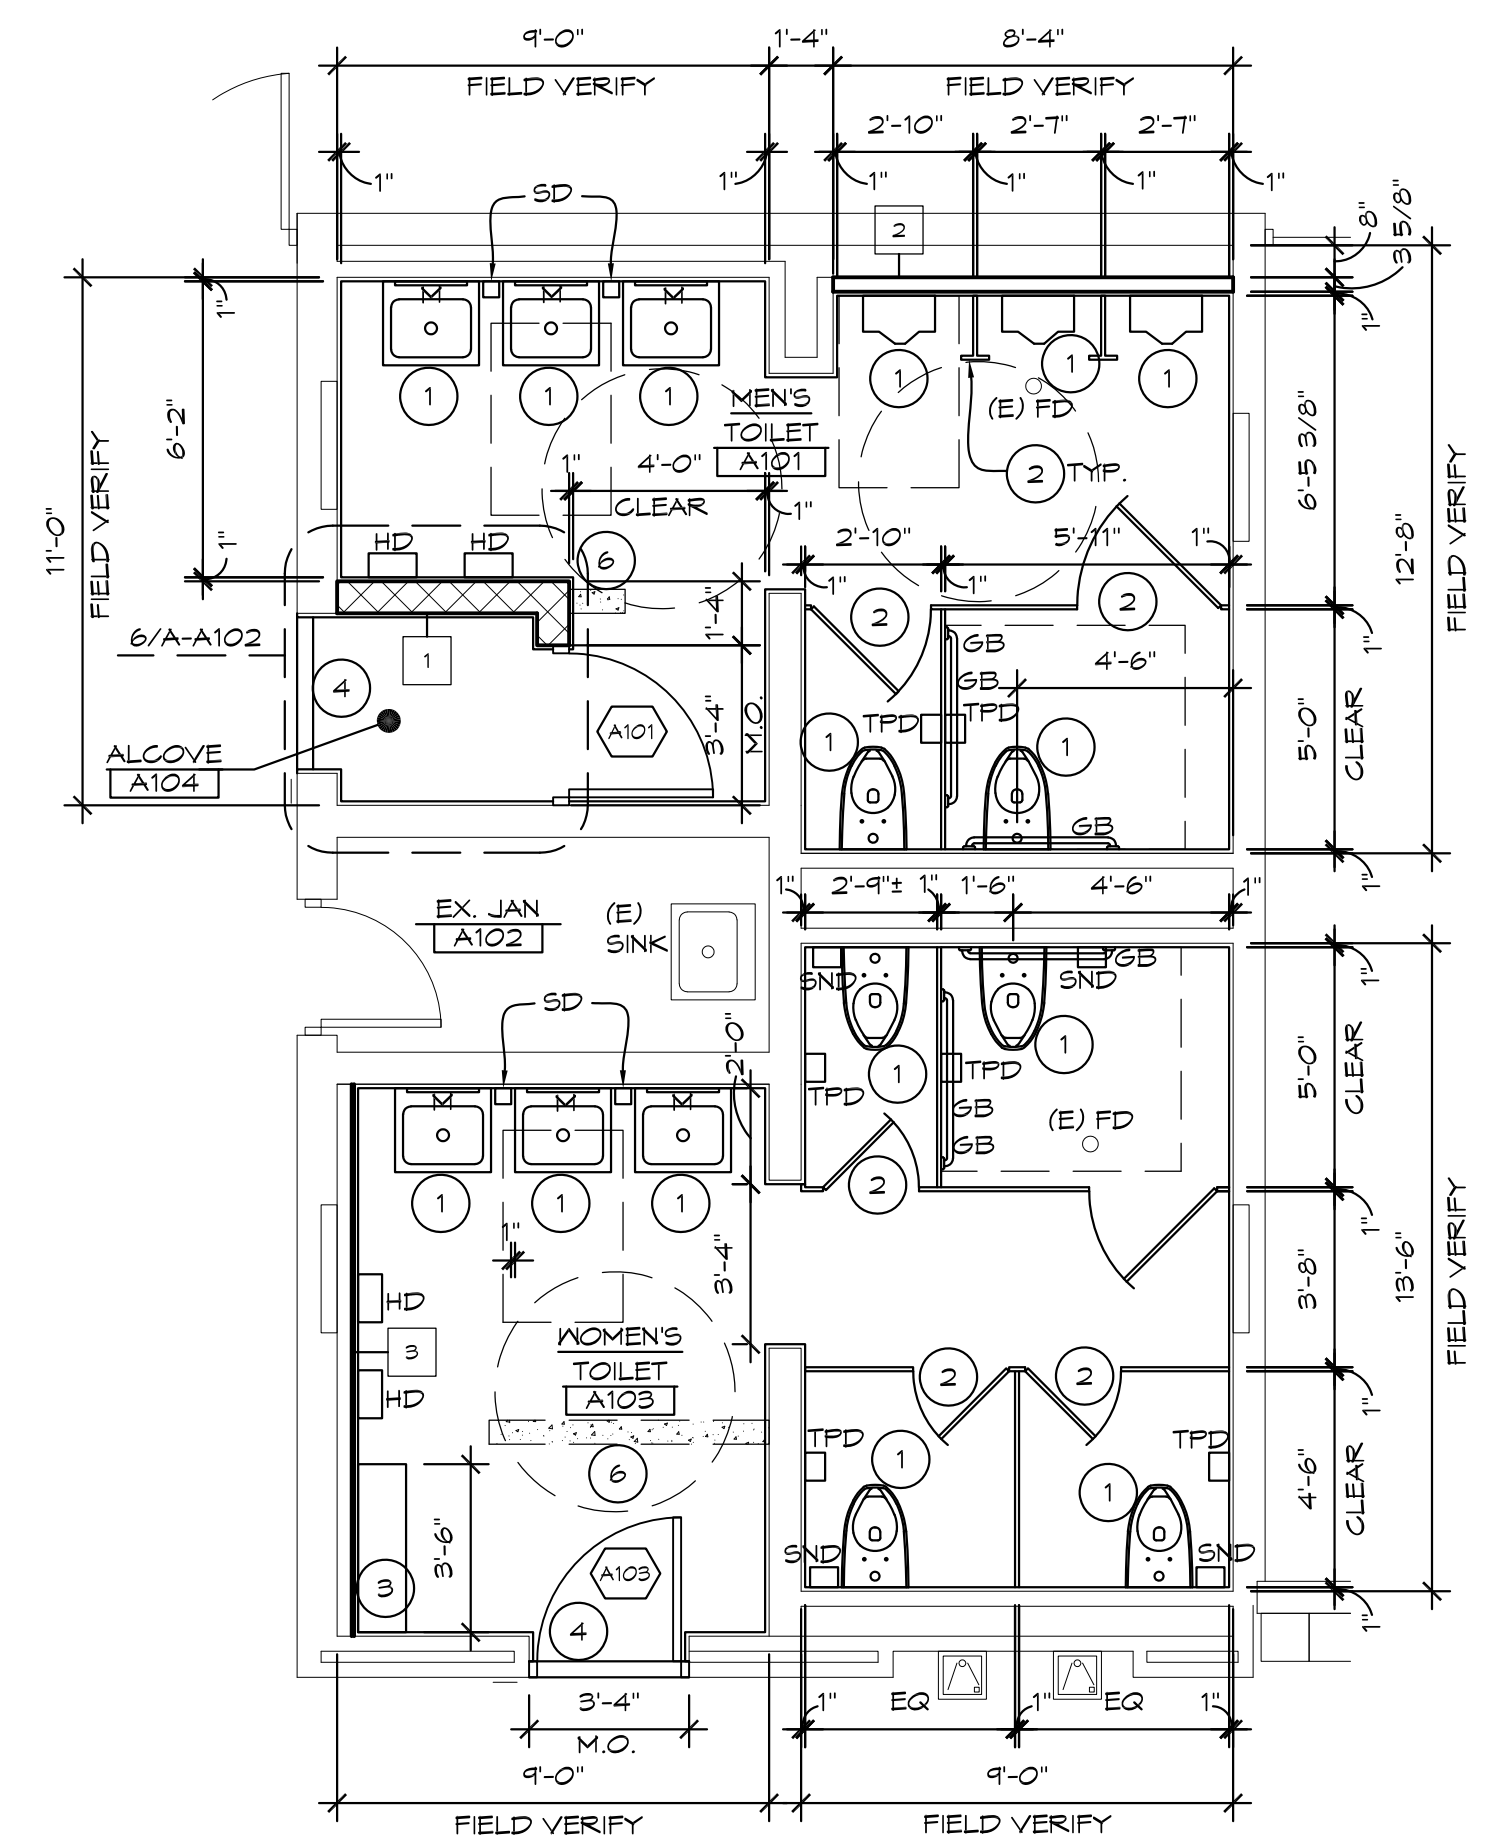 9'-0" 1'-4" 8'-4"
FIELD VERIFY FIELD VERIFY
2'-10" 2'-7" 2'-7"
1" 1" 1" 1" 1" 1"
SD
2
8"
3 5/8"
1" 1"
1 1 1
1 1 1
MEN'S
TOILET
A101
(E) FD
2 TYP.
6'-2"
11'-0"
FIELD VERIFY
6'-5 3/8"
12'-8"
FIELD VERIFY
1" 4'-0"
CLEAR
1"
1"
HD HD
6
2'-10" 5'-11" 1"
1" 1"
2 2
1'-4"
6/A-A102
1
4
GB
GB
4'-6"
1"
TPD TPD
A101
3'-4"
M.O.
1 1
5'-0"
CLEAR
ALCOVE
A104
GB
1" 2'-9"± 1" 1'-6" 4'-6" 1"
1"
EX. JAN
A102
(E)
SINK
SND SND GB
1"
SD
2'-0"
1 1
TPD TPD
5'-0"
CLEAR
GB
GB
(E) FD
2
1 1 1
1"
1"
3'-4"
3'-8"
13'-6"
FIELD VERIFY
HD
3
HD
WOMEN'S
TOILET
A103
2 2
1"
TPD TPD
6
1 1
4'-6"
CLEAR
3'-6"
SND SND
A103
3
4
1"
3'-4"
M.O.
1" EQ 1" EQ 1"
9'-0" 9'-0"
FIELD VERIFY FIELD VERIFY